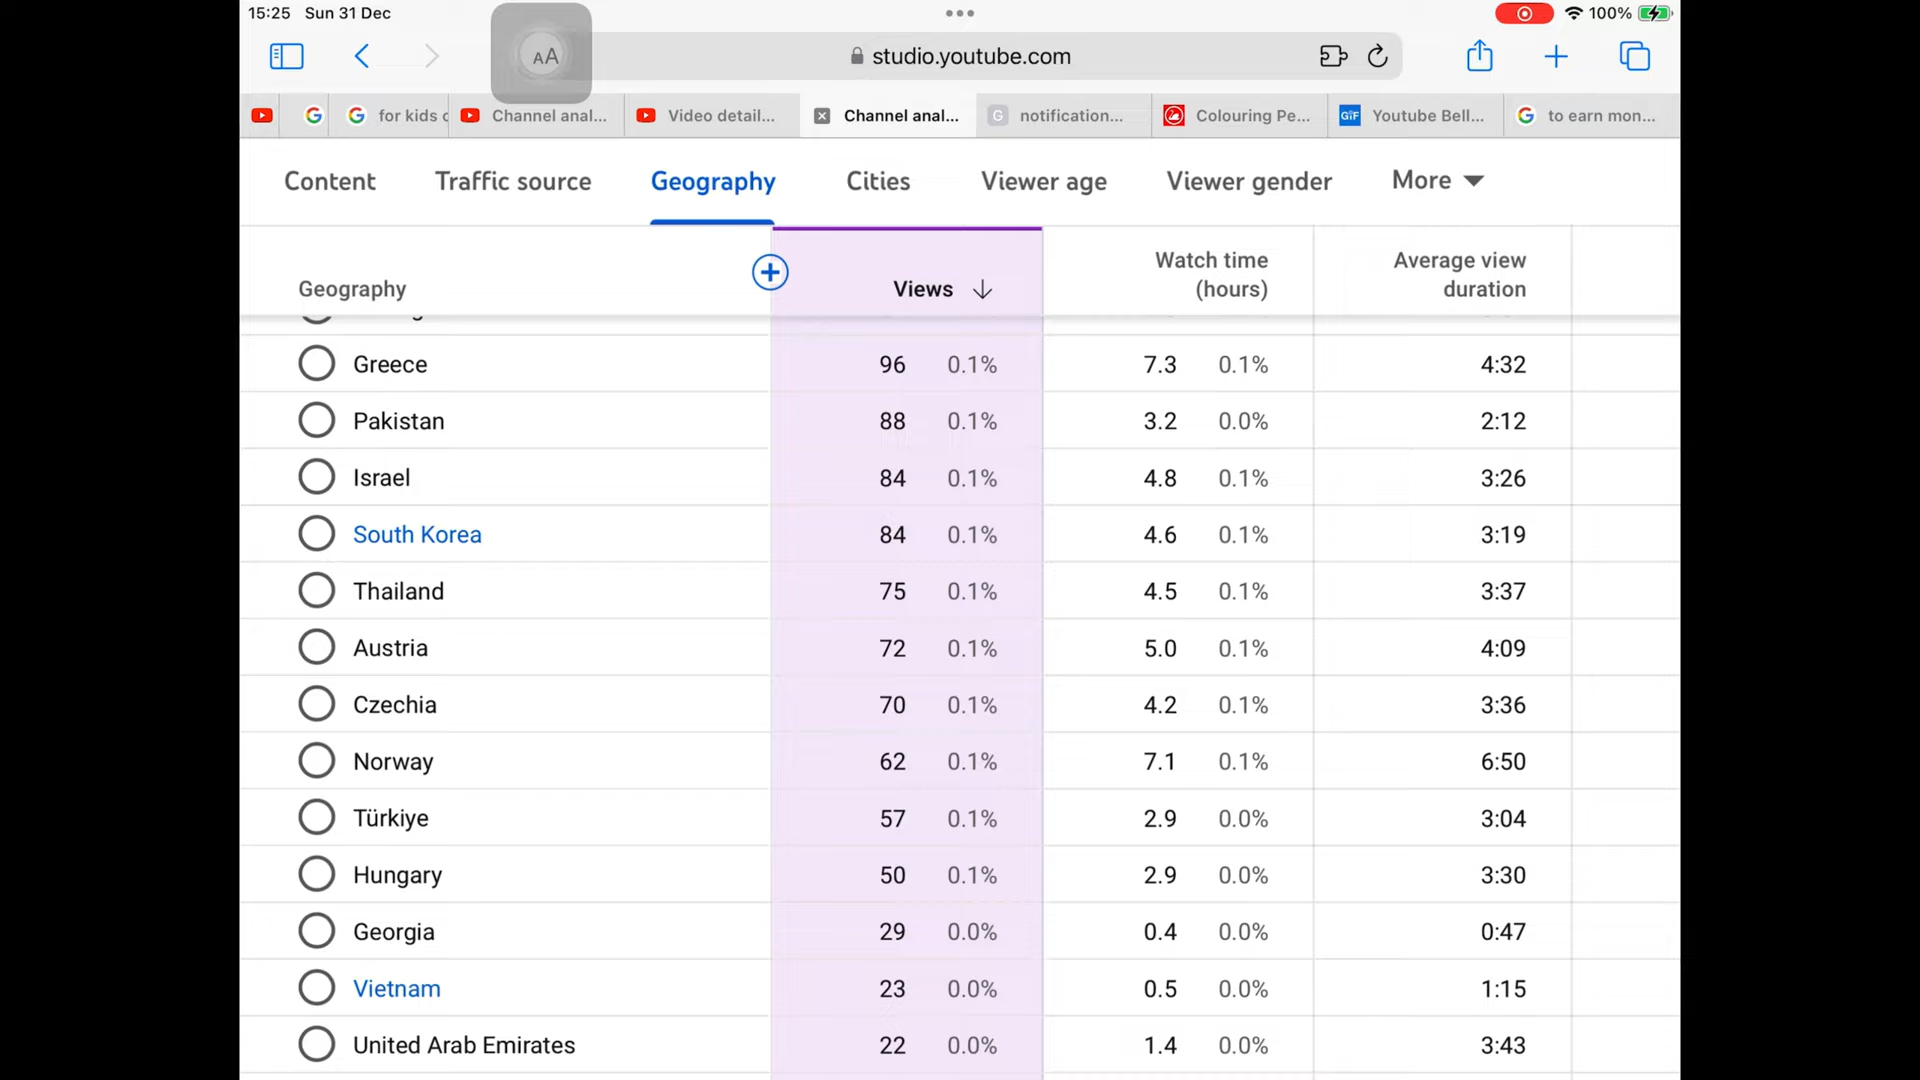 15:25 Sun 31 Dec
100%
AA
studio.youtube.com
for kids c
Channel anal...
Video detail...
Channel anal...
notification...
Colouring Pe...
GIF
Youtube Bell...
to earn mon...
Content Traffic source Geography Cities Viewer age Viewer gender More
Geography Views Watch time (hours) Average view duration
Greece 96 0.1% 7.3 0.1% 4:32
Pakistan 88 0.1% 3.2 0.0% 2:12
Israel 84 0.1% 4.8 0.1% 3:26
South Korea 84 0.1% 4.6 0.1% 3:19
Thailand 75 0.1% 4.5 0.1% 3:37
Austria 72 0.1% 5.0 0.1% 4:09
Czechia 70 0.1% 4.2 0.1% 3:36
Norway 62 0.1% 7.1 0.1% 6:50
Türkiye 57 0.1% 2.9 0.0% 3:04
Hungary 50 0.1% 2.9 0.0% 3:30
Georgia 29 0.0% 0.4 0.0% 0:47
Vietnam 23 0.0% 0.5 0.0% 1:15
United Arab Emirates 22 0.0% 1.4 0.0% 3:43